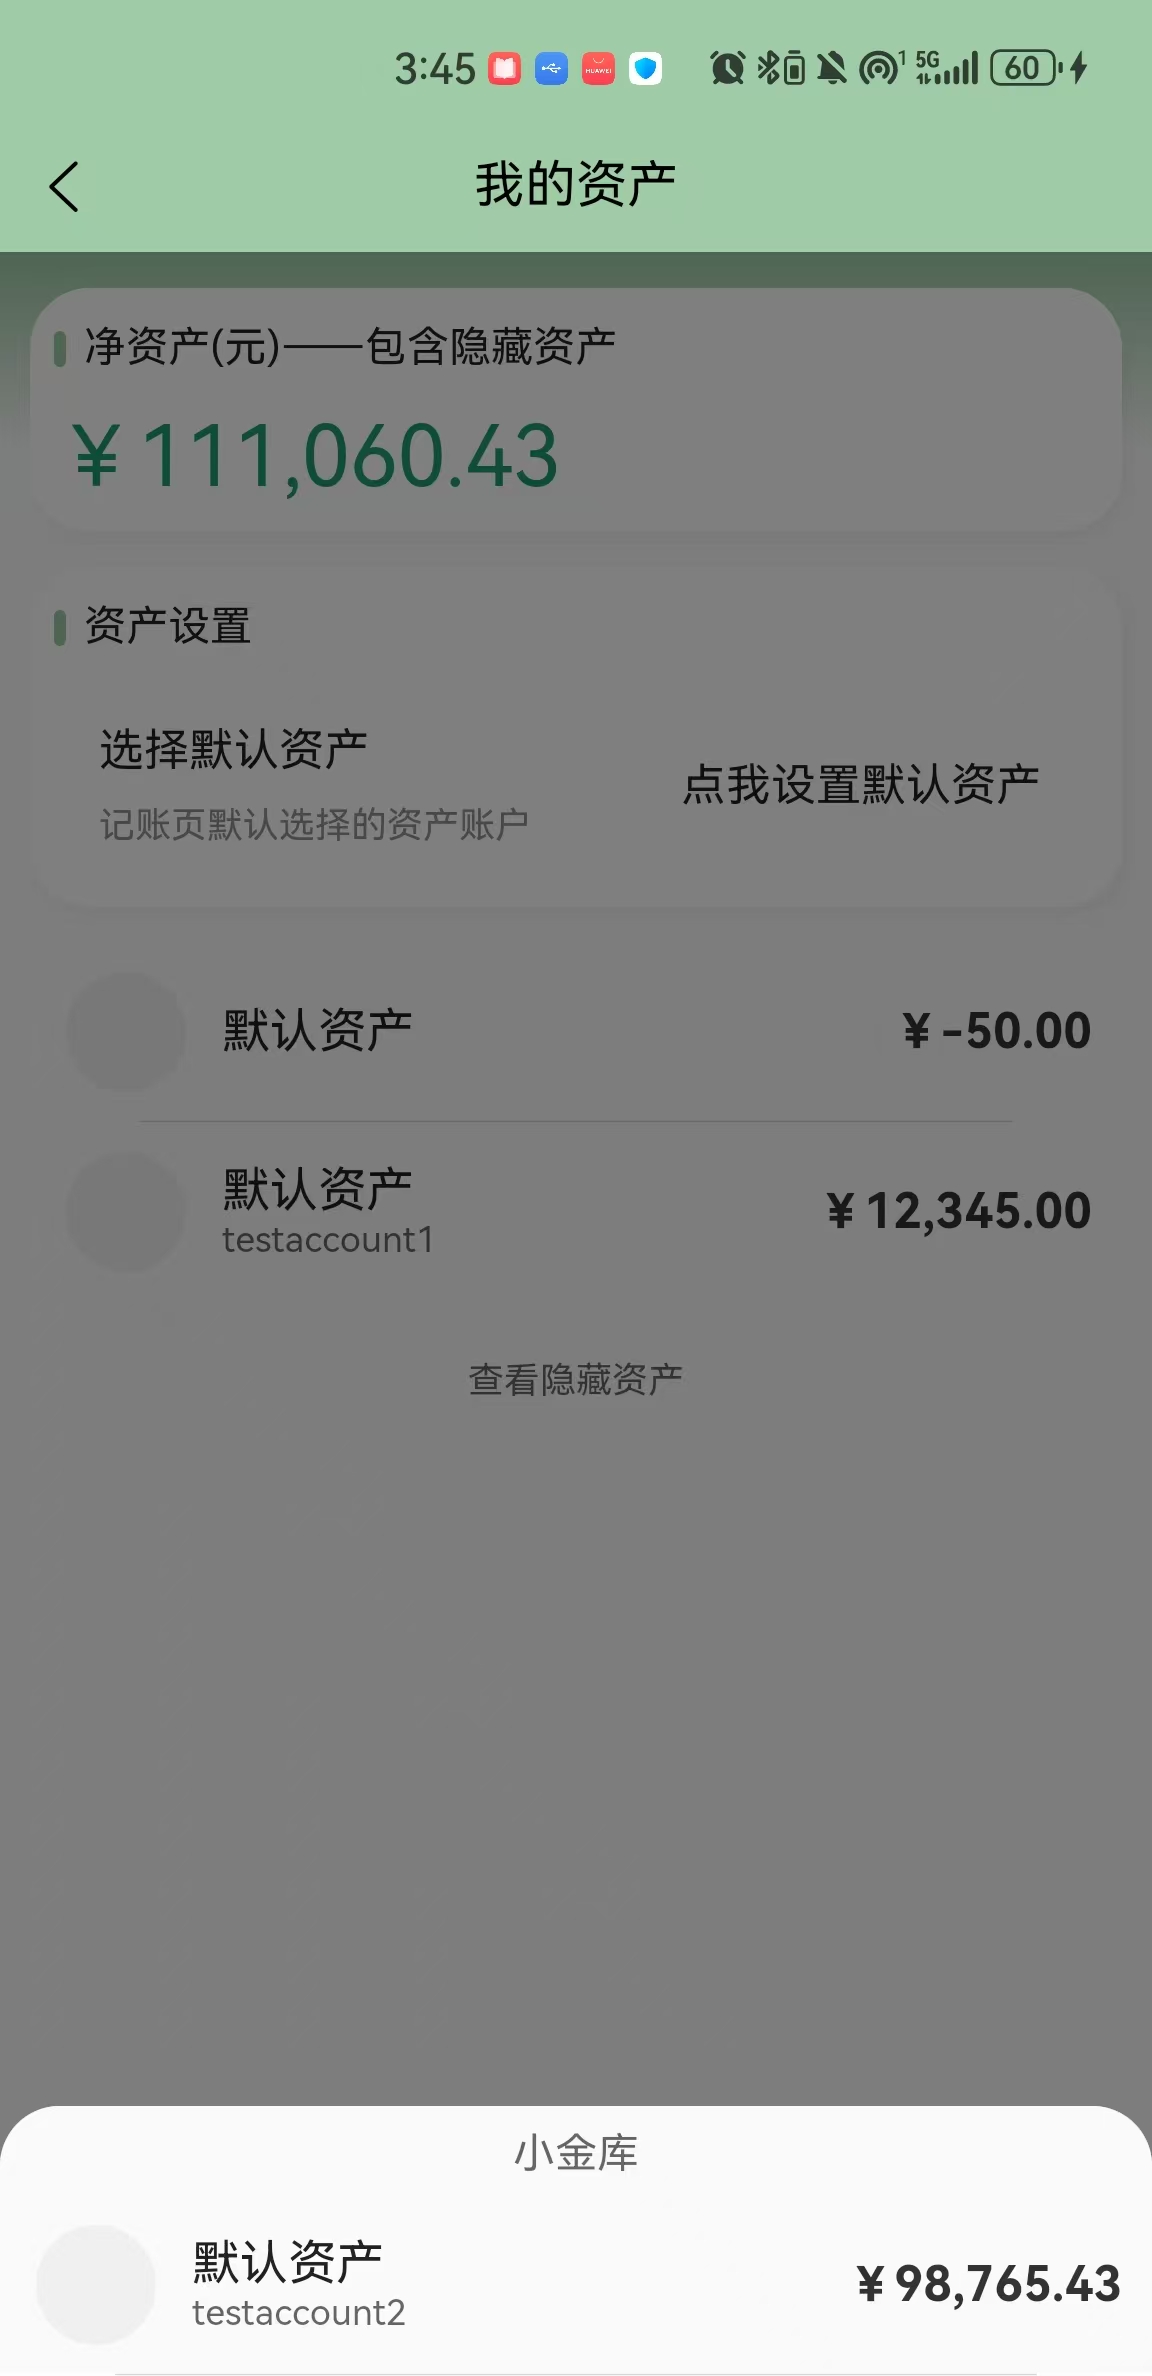 3:45 HUAWEI 1 5G 60
我的资产
净资产(元)——包含隐藏资产
¥ 111,060.43
资产设置
选择默认资产
点我设置默认资产
记账页默认选择的资产账户
默认资产
¥ -50.00
默认资产
testaccount1
¥ 12,345.00
查看隐藏资产
小金库
默认资产
testaccount2
¥ 98,765.43